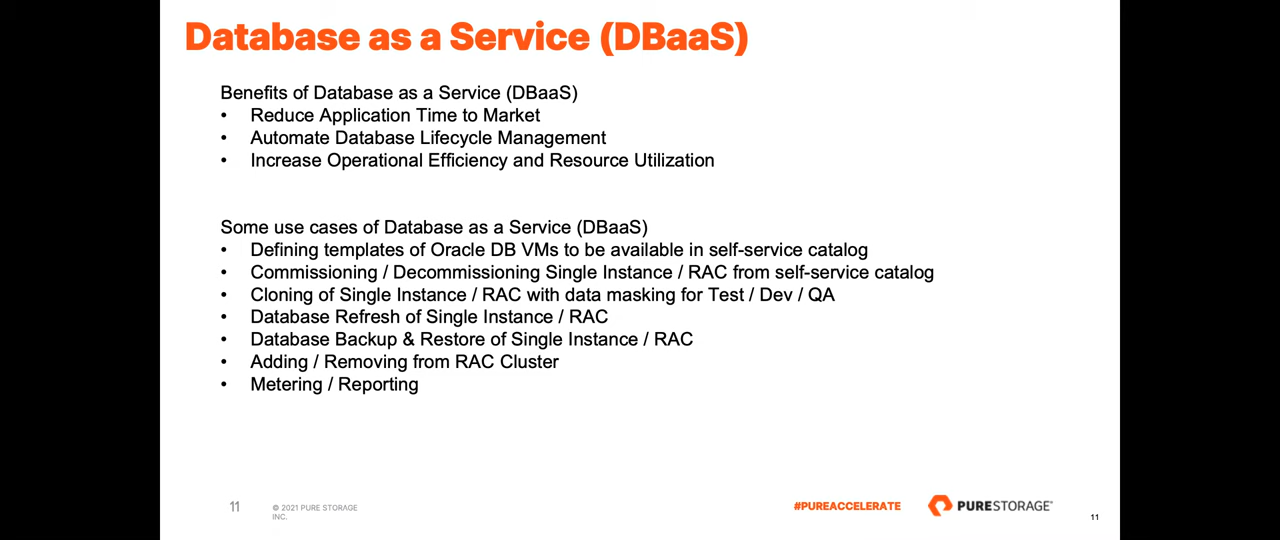 Database as a Service (DBaaS)
Benefits of Database as a Service (DBaaS)
• Reduce Application Time to Market
• Automate Database Lifecycle Management
• Increase Operational Efficiency and Resource Utilization
Some use cases of Database as a Service (DBaaS)
• Defining templates of Oracle DB VMs to be available in self-service catalog
• Commissioning / Decommissioning Single Instance / RAC from self-service catalog
• Cloning of Single Instance / RAC with data masking for Test / Dev / QA
• Database Refresh of Single Instance / RAC
• Database Backup & Restore of Single Instance / RAC
• Adding / Removing from RAC Cluster
• Metering / Reporting
11
© 2021 PURE STORAGE
INC.
#PUREACCELERATE
PURESTORAGE
11